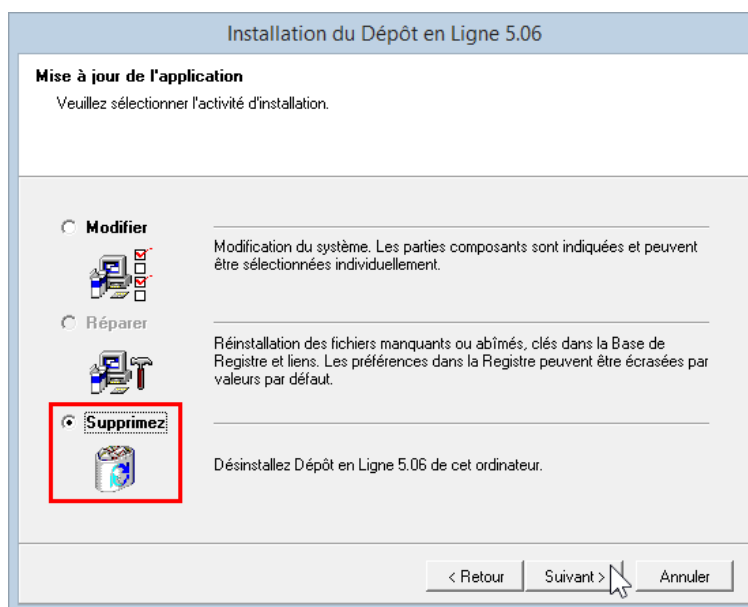 Installation du Dépôt en Ligne 5.06
Mise à jour de l'application
Veuillez sélectionner l'activité d'installation.
Modifier
Modification du système. Les parties composants sont indiquées et peuvent
être sélectionnées individuellement.
Réparer
Réinstallation des fichiers manquants ou abîmés, clés dans la Base de
Registre et liens. Les préférences dans la Registre peuvent être écrasées par
valeurs par défaut.
Supprimez
Désinstallez Dépôt en Ligne 5.06 de cet ordinateur.
< Retour
Suivant >
Annuler